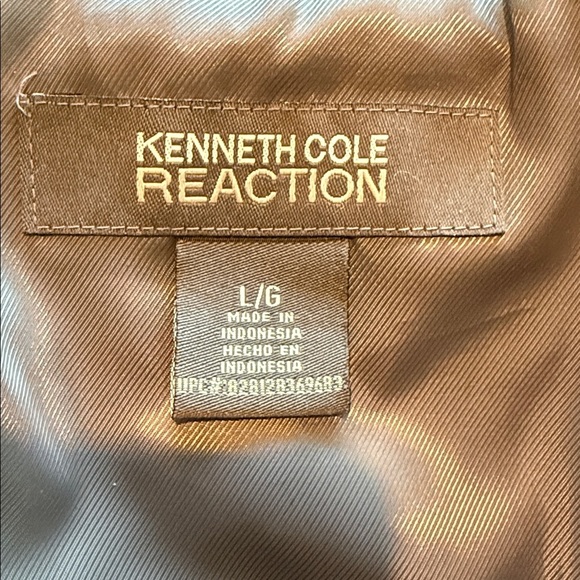 KENNETH COLE
REACTION
L/G
MADE IN
INDONESIA
HECHO EN
INDONESIA
UPC#:828128369683